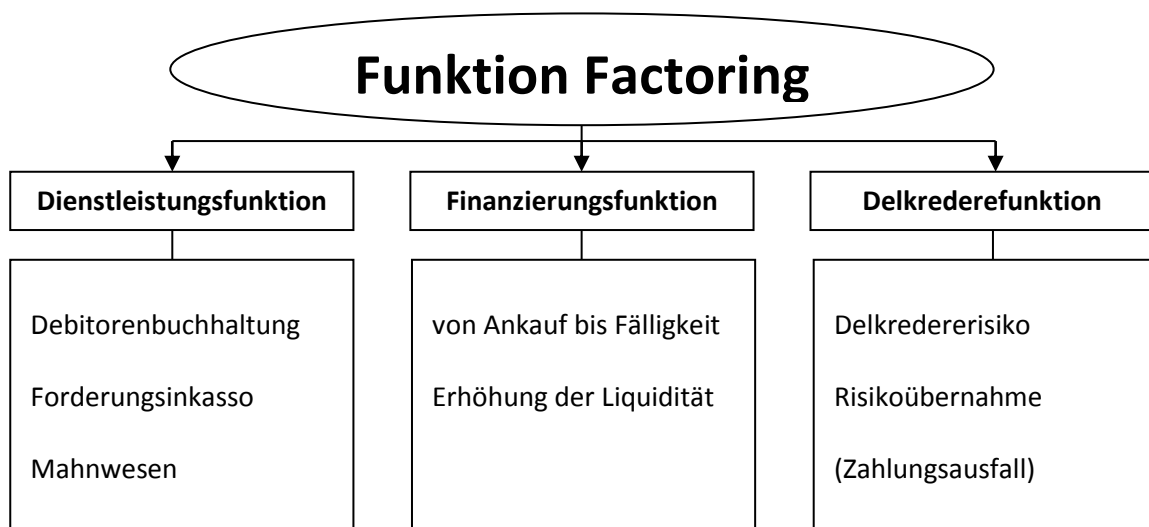 Funktion Factoring
Dienstleistungsfunktion
Finanzierungsfunktion
Delkrederefunktion
Debitorenbuchhaltung
Forderungsinkasso
Mahnwesen
von Ankauf bis Fälligkeit
Erhöhung der Liquidität
Delkredererisiko
Risikoübernahme
(Zahlungsausfall)